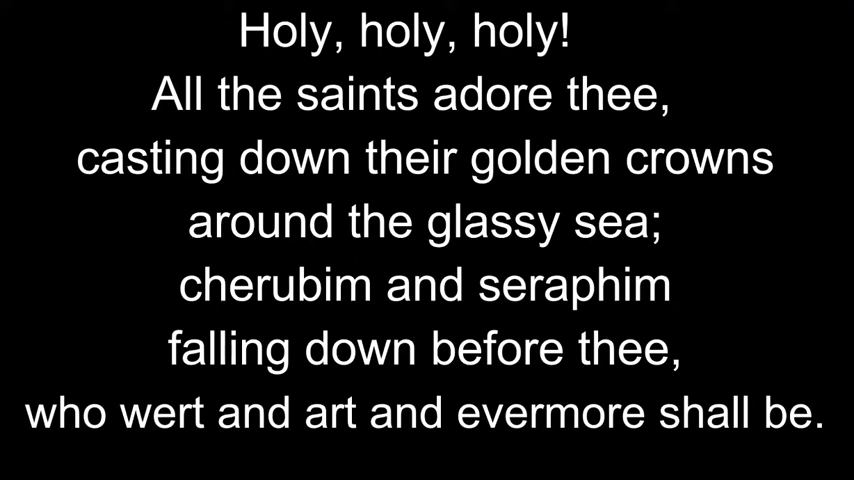 Holy, holy, holy!
All the saints adore thee,
casting down their golden crowns
around the glassy sea;
cherubim and seraphim
falling down before thee,
who wert and art and evermore shall be.